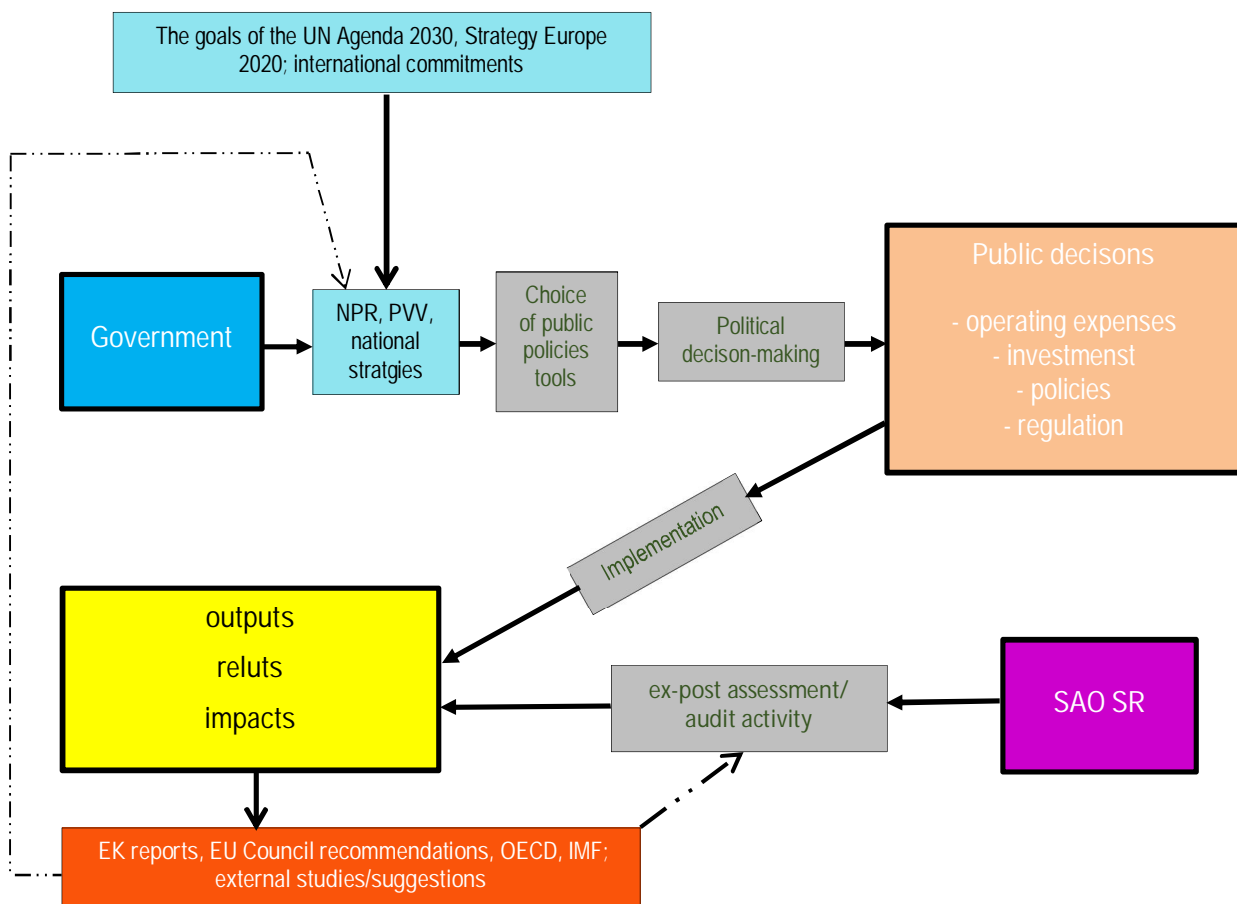 The goals of the UN Agenda 2030, Strategy Europe
2020; international commitments
Government
NPR, PVV,
national
stratgies
Choice
of public
policies
tools
Political
decison-making
Public decisons
- operating expenses
- investmenst
- policies
- regulation
Implementation
outputs
reluts
impacts
ex-post assessment/
audit activity
SAO SR
EK reports, EU Council recommendations, OECD, IMF;
external studies/suggestions